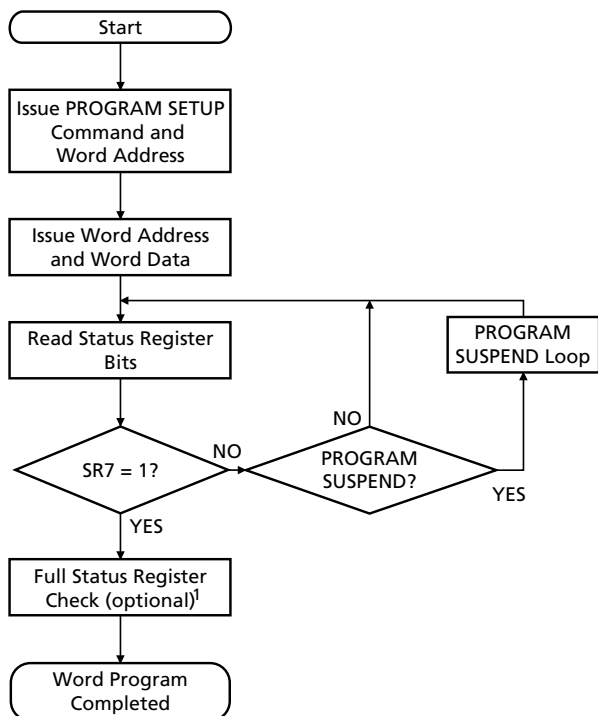 Start
Issue PROGRAM SETUP
Command and
Word Address
Issue Word Address
and Word Data
Read Status Register
Bits
PROGRAM
SUSPEND Loop
SR7 = 1?
NO
PROGRAM
SUSPEND?
NO
YES
YES
Full Status Register
Check (optional)1
Word Program
Completed